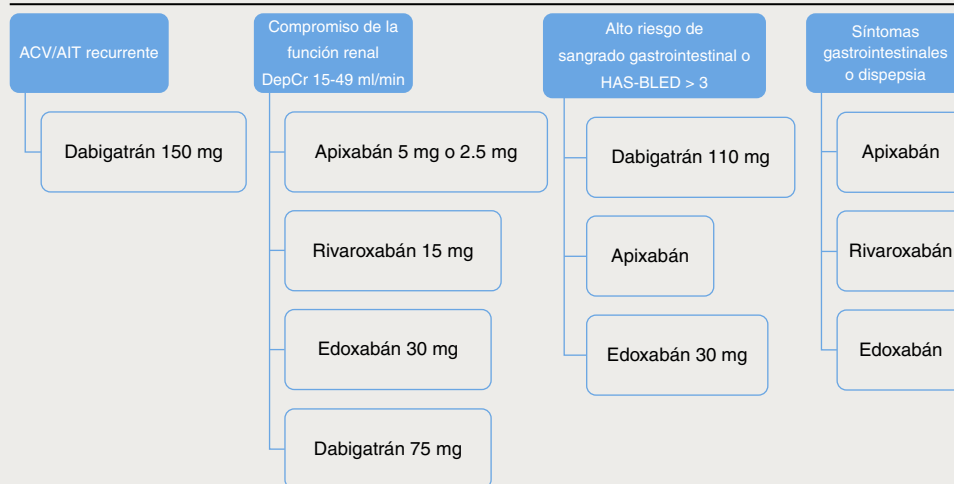 ACV/AIT recurrente
Dabigatrán 150 mg
Compromiso de la
función renal
DepCr 15-49 ml/min
Apixabán 5 mg o 2.5 mg
Rivaroxabán 15 mg
Edoxabán 30 mg
Dabigatrán 75 mg
Alto riesgo de
sangrado gastrointestinal o
HAS-BLED > 3
Dabigatrán 110 mg
Apixabán
Edoxabán 30 mg
Síntomas
gastrointestinales
o dispepsia
Apixabán
Rivaroxabán
Edoxabán